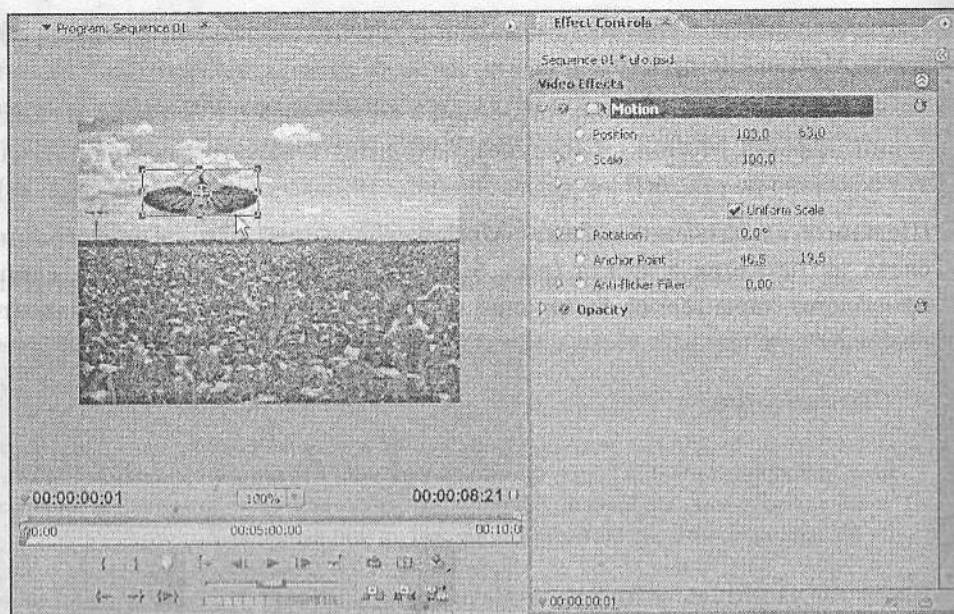 Program: Sequence 01
Effect Controls
Sequence 01 * ufo.psd
Video Effects
Motion
Position 103,0 63,0
Scale 100,0
Uniform Scale
Rotation 0,0°
Anchor Point 46,5 19,5
Anti-flicker Filter 0,00
Opacity
00:00:00;01 100% 00:00:08:21
00:00 00:05:00:00 00:10:0
00:00:00:01